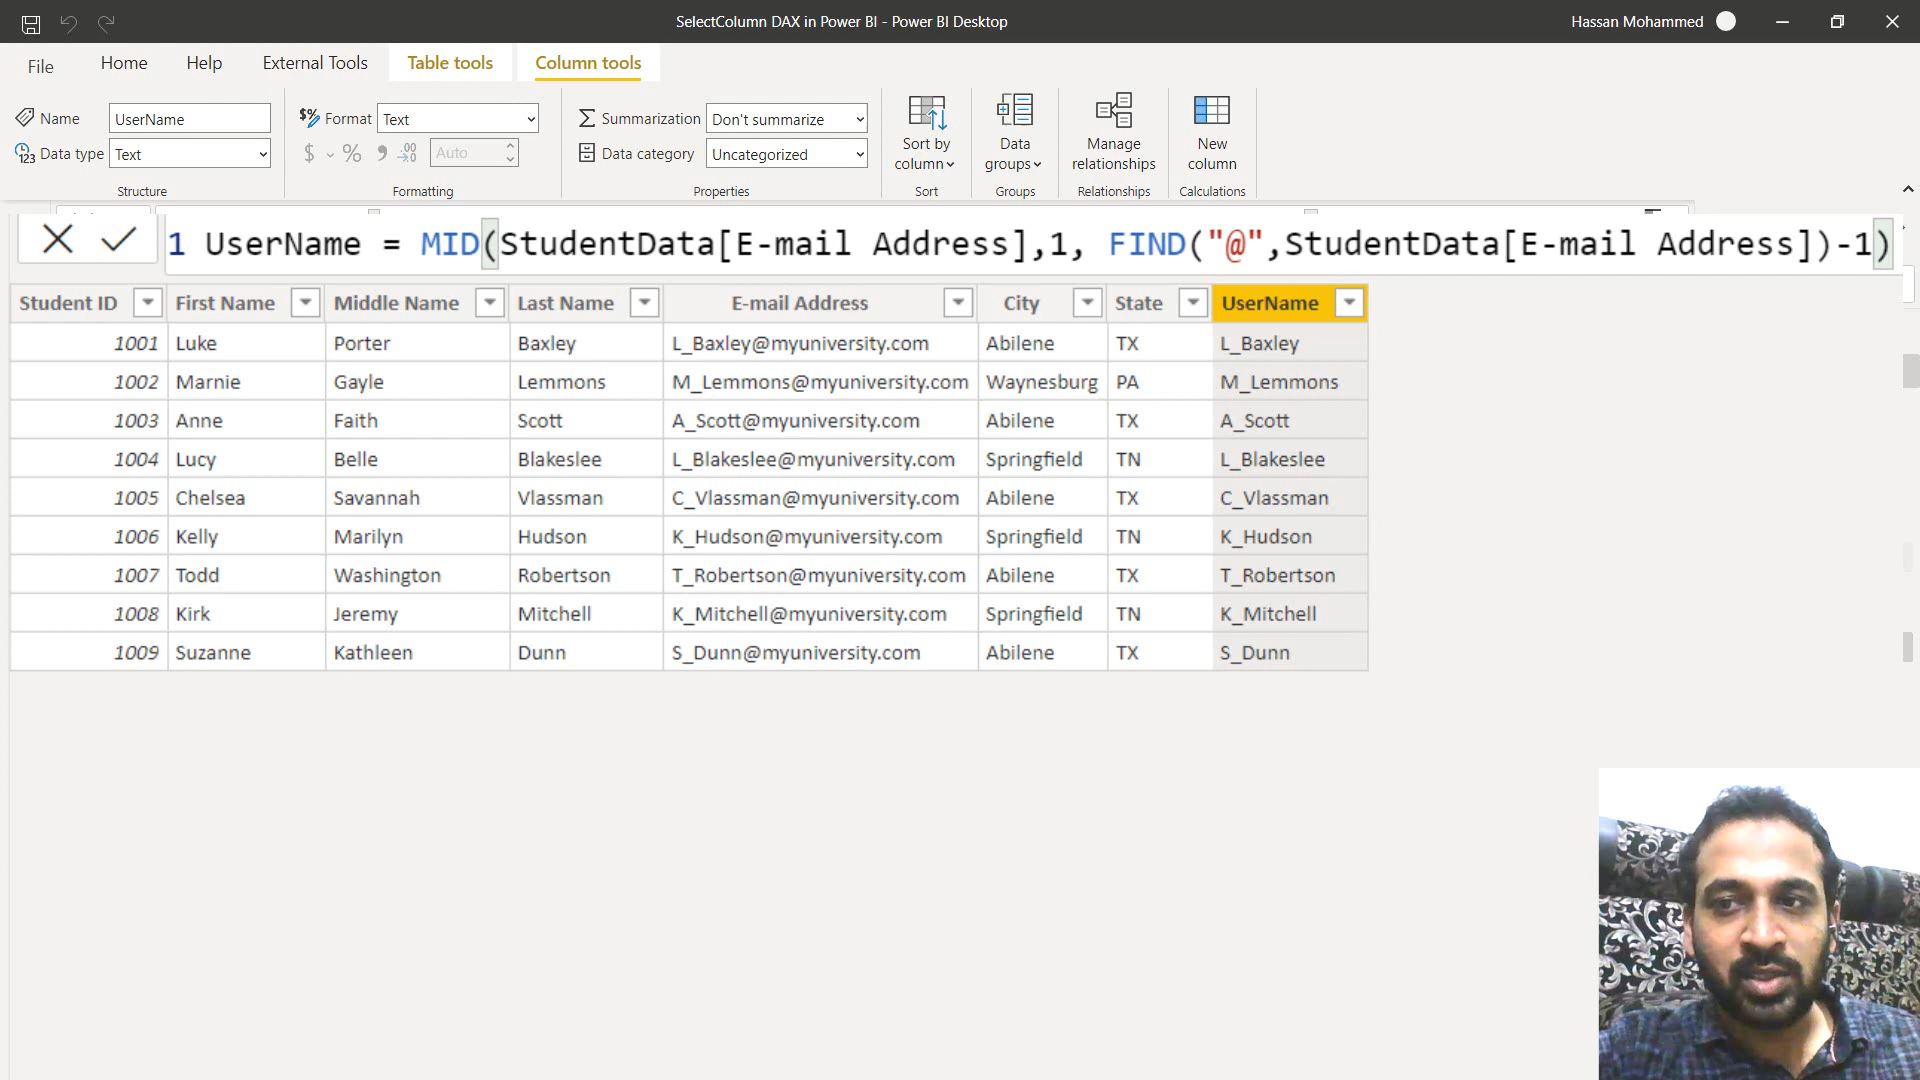 SelectColumn DAX in Power BI - Power BI Desktop
Hassan Mohammed
File
Home
Help
External Tools
Table tools
Column tools
Name
UserName
Format
Text
Summarization
Don't summarize
Data type
Text
$ % 9
Auto
Data category
Uncategorized
Sort by
column
Data
groups
Manage
relationships
New
column
Structure
Formatting
Properties
Sort
Groups
Relationships
Calculations
1 UserName = MID(StudentData[E-mail Address],1, FIND("@",StudentData[E-mail Address])-1)
Student ID First Name Middle Name Last Name E-mail Address City State UserName
1001 Luke Porter Baxley L_Baxley@myuniversity.com Abilene TX L_Baxley
1002 Marnie Gayle Lemmons M_Lemmons@myuniversity.com Waynesburg PA M_Lemmons
1003 Anne Faith Scott A_Scott@myuniversity.com Abilene TX A_Scott
1004 Lucy Belle Blakeslee L_Blakeslee@myuniversity.com Springfield TN L_Blakeslee
1005 Chelsea Savannah Vlassman C_Vlassman@myuniversity.com Abilene TX C_Vlassman
1006 Kelly Marilyn Hudson K_Hudson@myuniversity.com Springfield TN K_Hudson
1007 Todd Washington Robertson T_Robertson@myuniversity.com Abilene TX T_Robertson
1008 Kirk Jeremy Mitchell K_Mitchell@myuniversity.com Springfield TN K_Mitchell
1009 Suzanne Kathleen Dunn S_Dunn@myuniversity.com Abilene TX S_Dunn